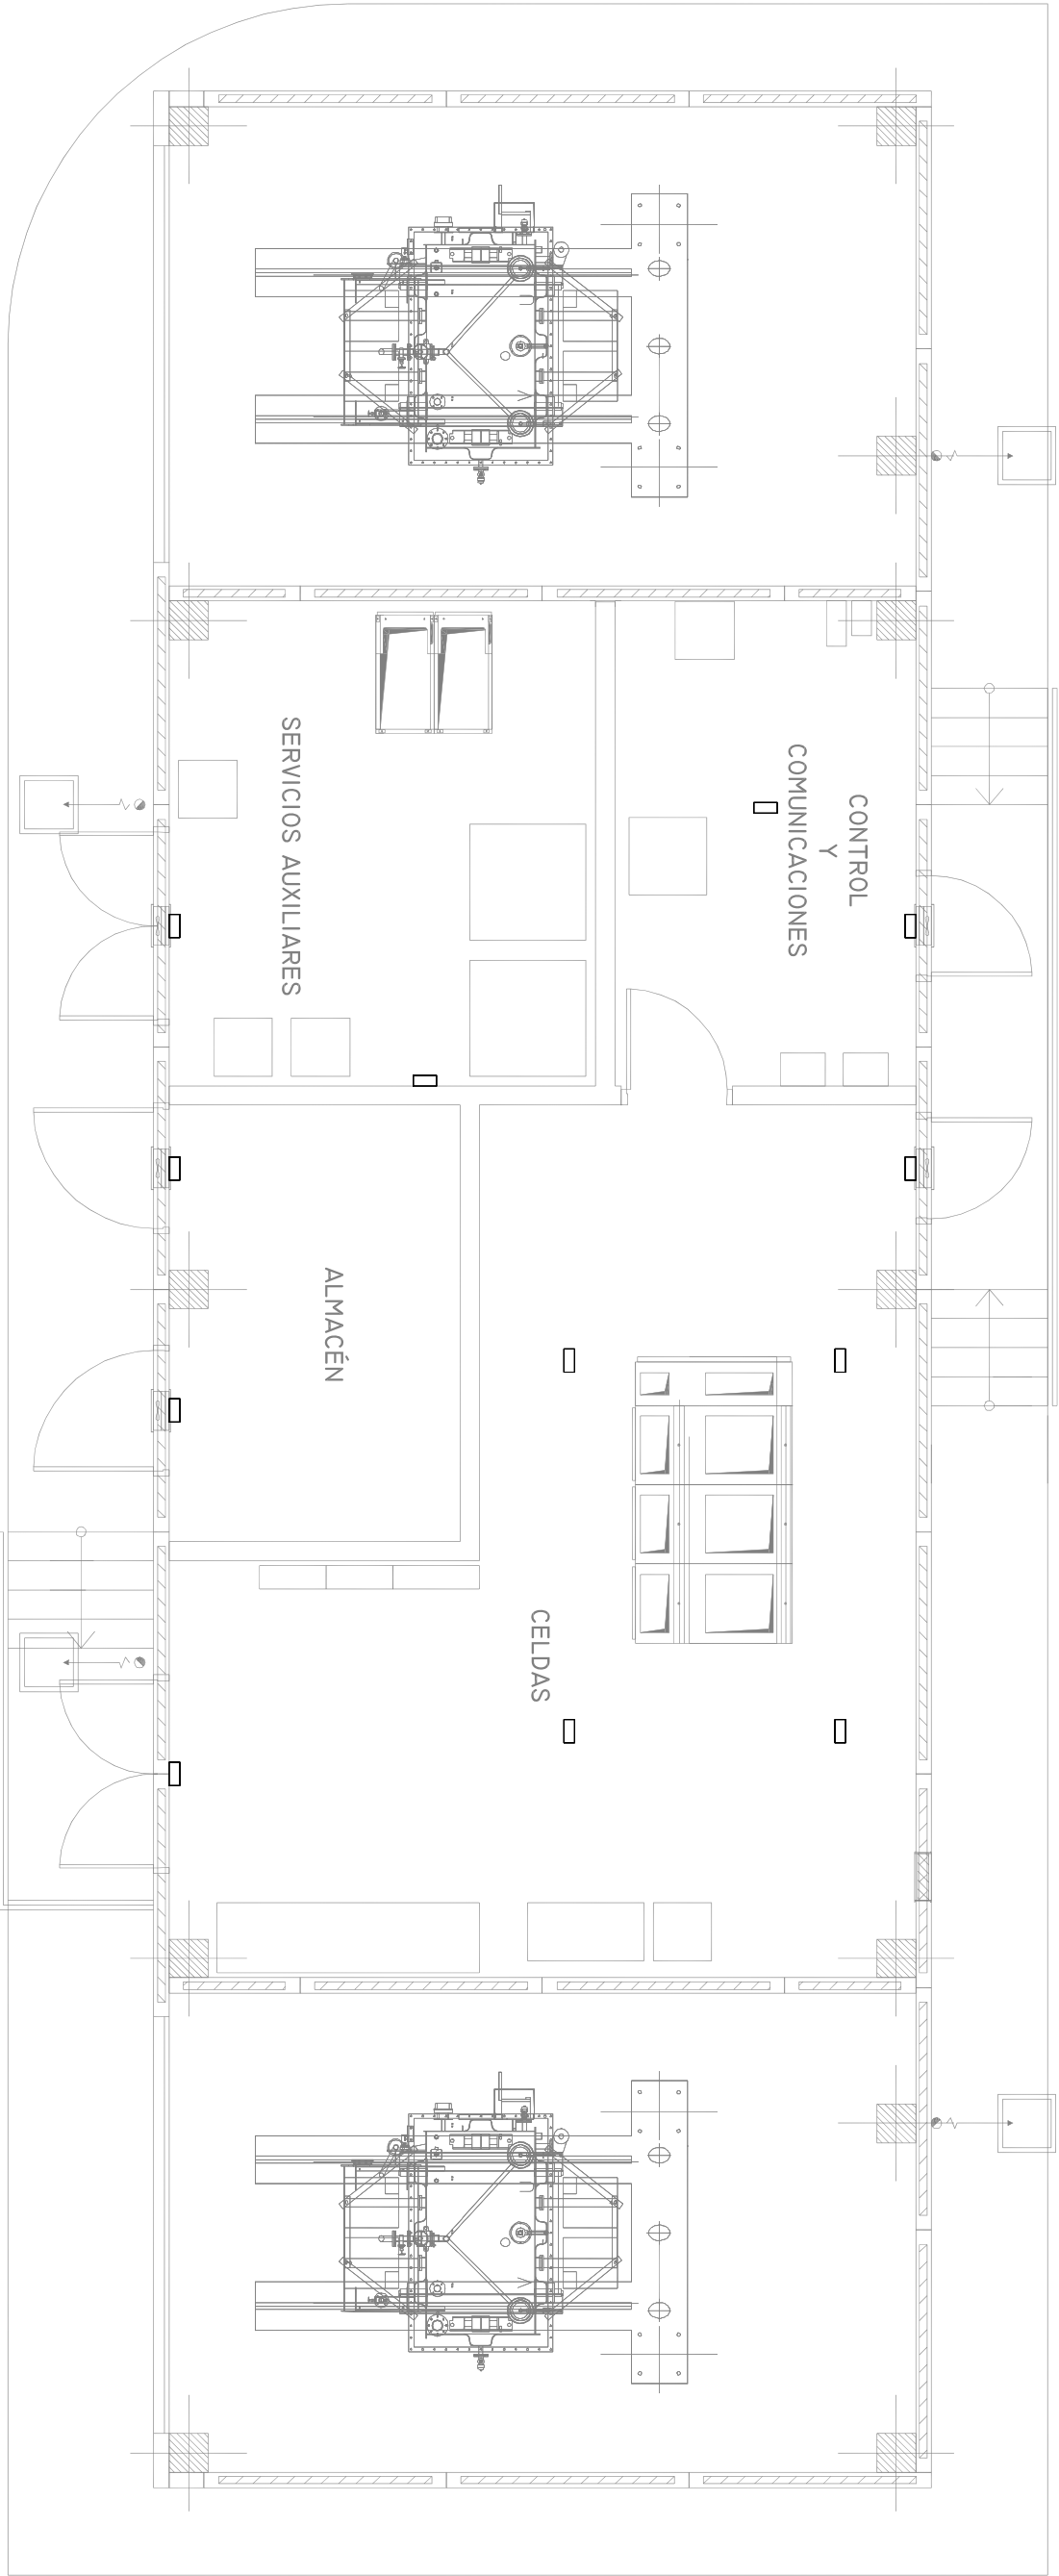 SERVICIOS AUXILIARES
CONTROL
Y
COMUNICACIONES
ALMACÉN
CELDAS